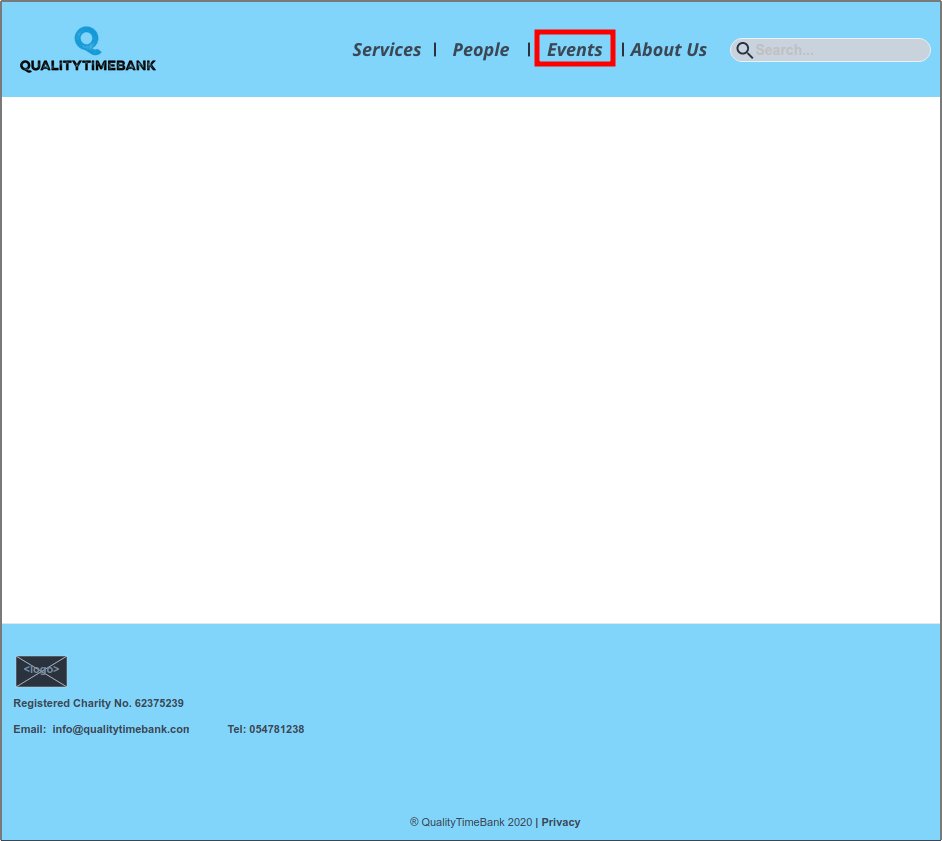 QUALITYTIMEBANK
Services | People | Events | About Us
Search...
<logo>
Registered Charity No. 62375239
Email: info@qualitytimebank.con Tel: 054781238
® QualityTimeBank 2020 | Privacy